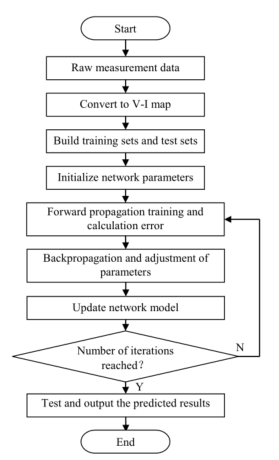 Start
Raw measurement data
Convert to V-I map
Build training sets and test sets
Initialize network parameters
Forward propagation training and
calculation error
Backpropagation and adjustment of
parameters
Update network model
Number of iterations
reached?
N
Y
Test and output the predicted results
End